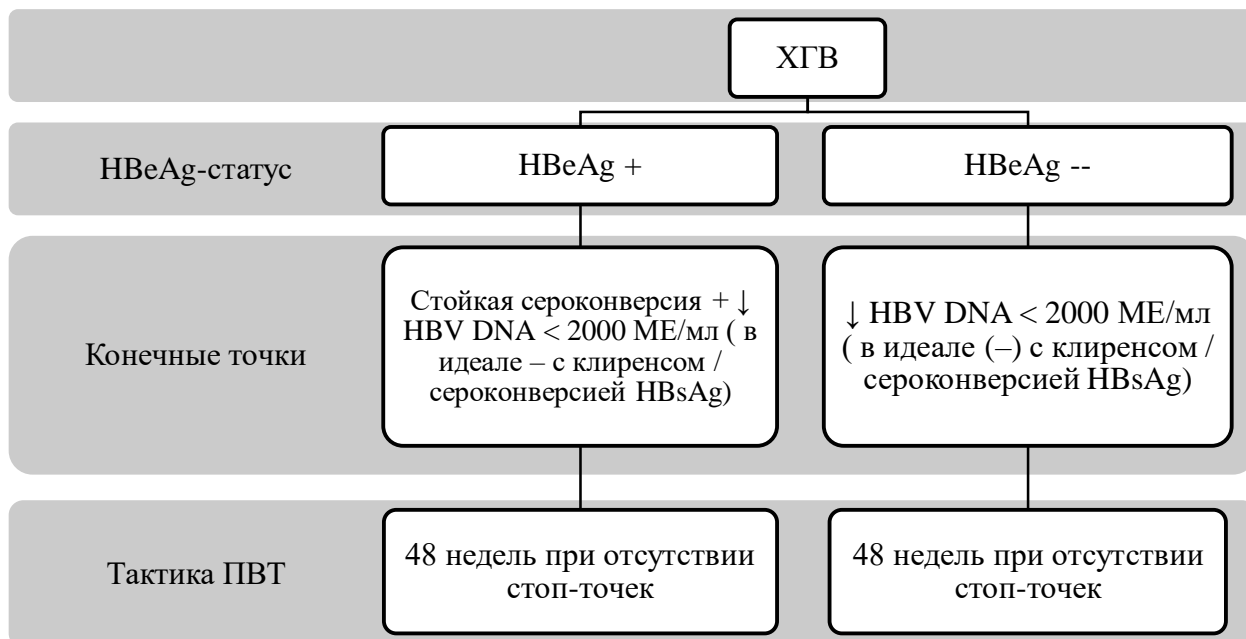 ХГВ
HBeAg-статус
HBeAg +
HBeAg --
Конечные точки
Стойкая сероконверсия + ↓
HBV DNA < 2000 МЕ/мл ( в
идеале – с клиренсом /
сероконверсией HBsAg)
↓ HBV DNA < 2000 МЕ/мл
( в идеале (–) с клиренсом /
сероконверсией HBsAg)
Тактика ПВТ
48 недель при отсутствии
стоп-точек
48 недель при отсутствии
стоп-точек